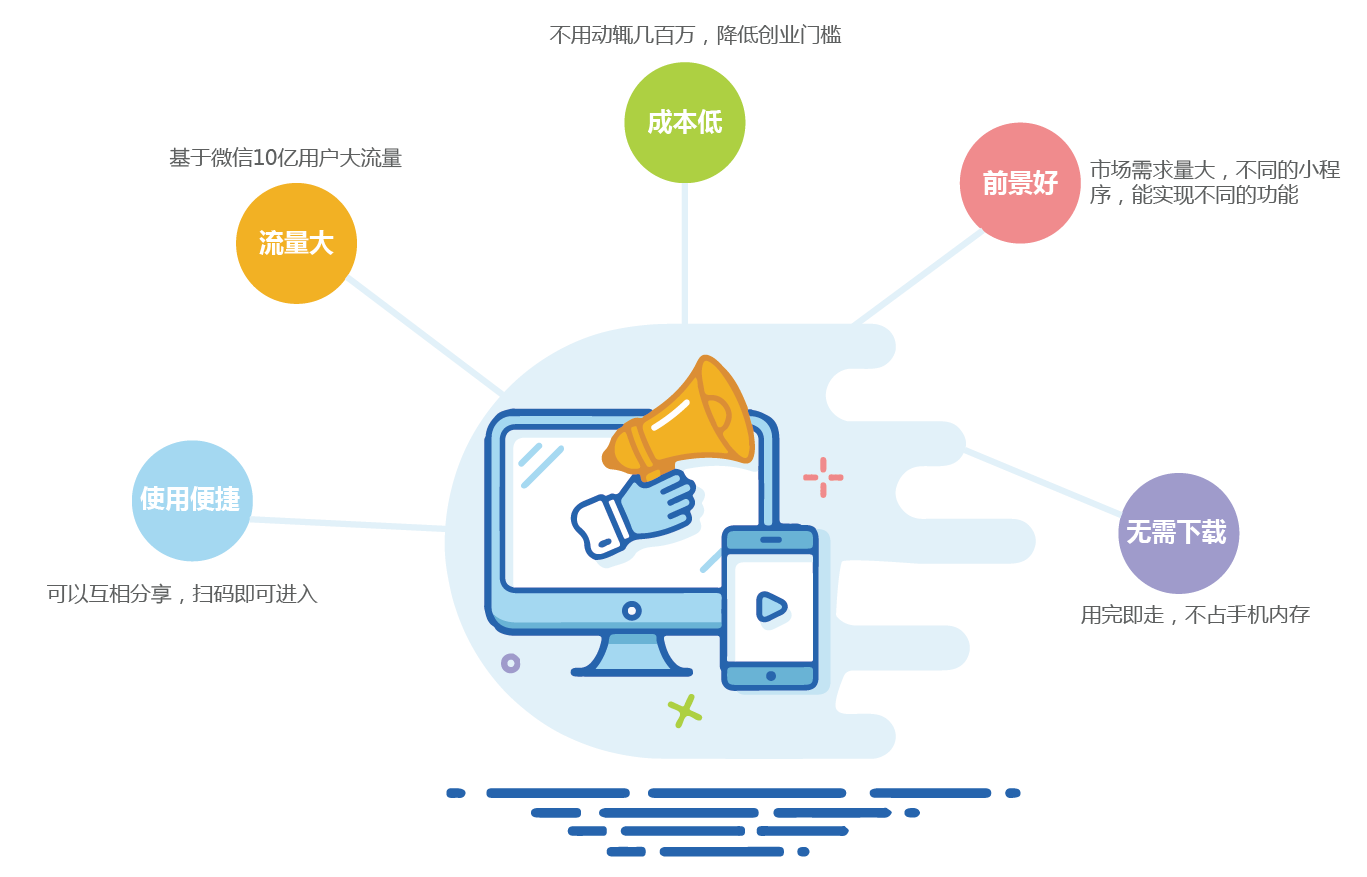 不用动辄几百万，降低创业门槛
成本低
基于微信10亿用户大流量
流量大
前景好
市场需求量大，不同的小程
序，能实现不同的功能
使用便捷
可以互相分享，扫码即可进入
无需下载
用完即走，不占手机内存